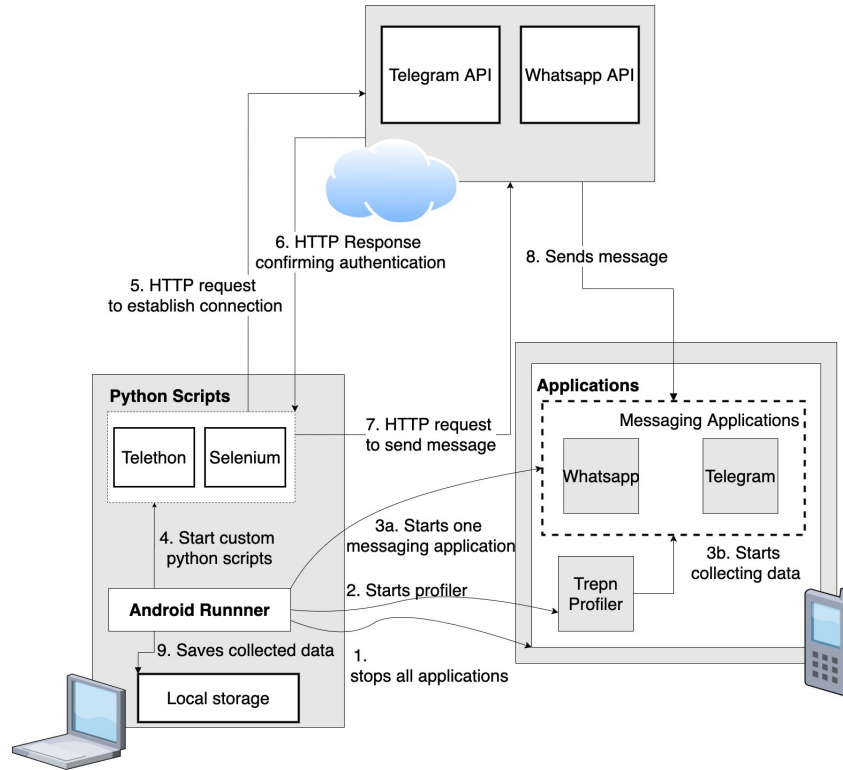 Telegram API
Whatsapp API
6. HTTP Response
confirming authentication
8. Sends message
5. HTTP request
to establish connection
Python Scripts
Telethon
Selenium
7. HTTP request
to send message
Applications
Messaging Applications
Whatsapp
Telegram
4. Start custom
python scripts
3a. Starts one
messaging application
3b. Starts
collecting data
2. Starts profiler
Trepn
Profiler
Android Runnner
9. Saves collected data
1.
stops all applications
Local storage